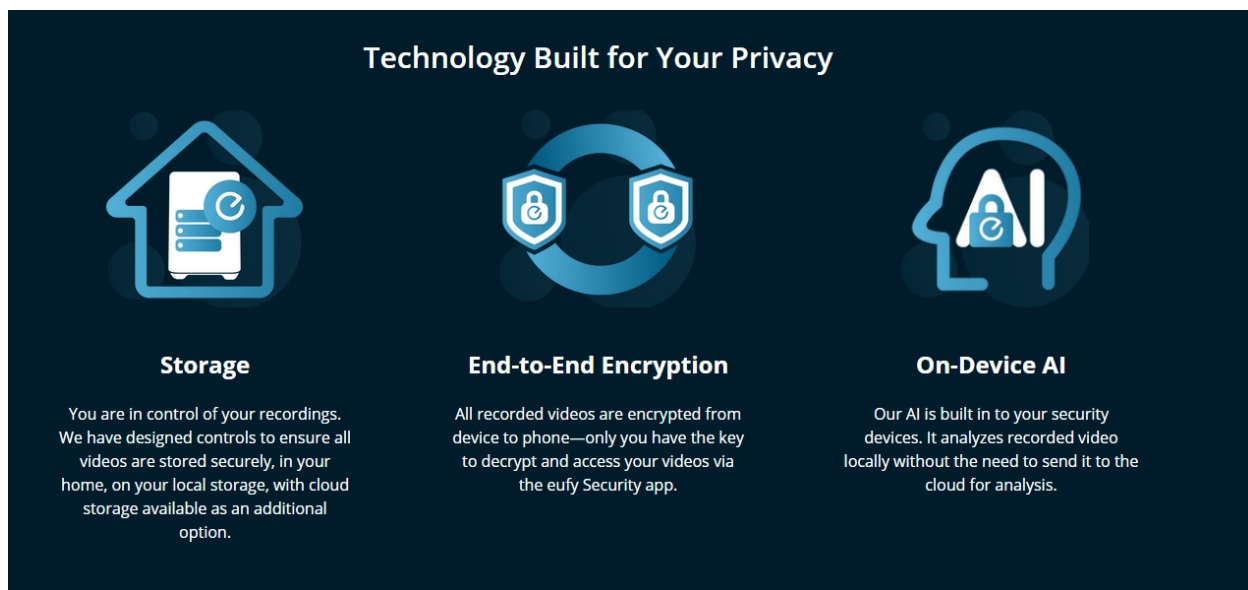 Technology Built for Your Privacy
AI
Storage
You are in control of your recordings.
We have designed controls to ensure all
videos are stored securely, in your
home, on your local storage, with cloud
storage available as an additional
option.
End-to-End Encryption
All recorded videos are encrypted from
device to phone—only you have the key
to decrypt and access your videos via
the eufy Security app.
On-Device AI
Our AI is built in to your security
devices. It analyzes recorded video
locally without the need to send it to the
cloud for analysis.